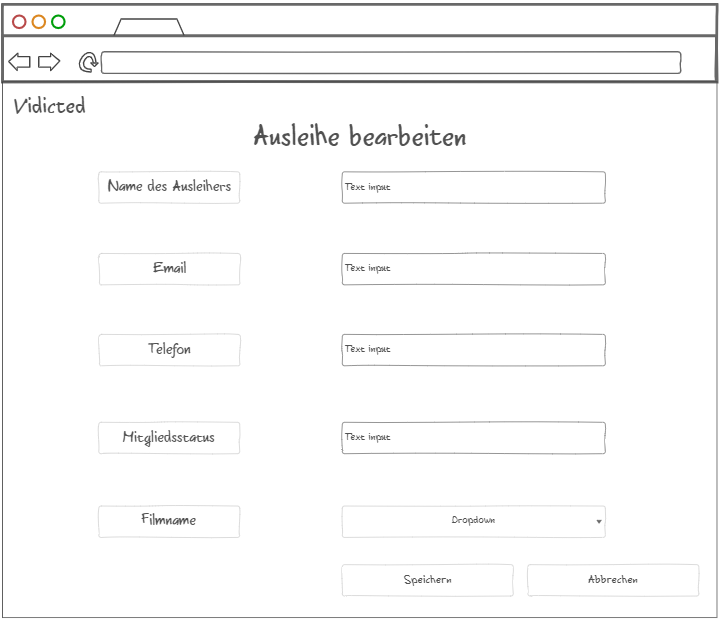 Vidicted
Ausleihe bearbeiten
Name des Ausleihers
Text input
Email
Text input
Telefon
Text input
Mitgliedsstatus
Text input
Filmname
Dropdown
Speichern
Abbrechen